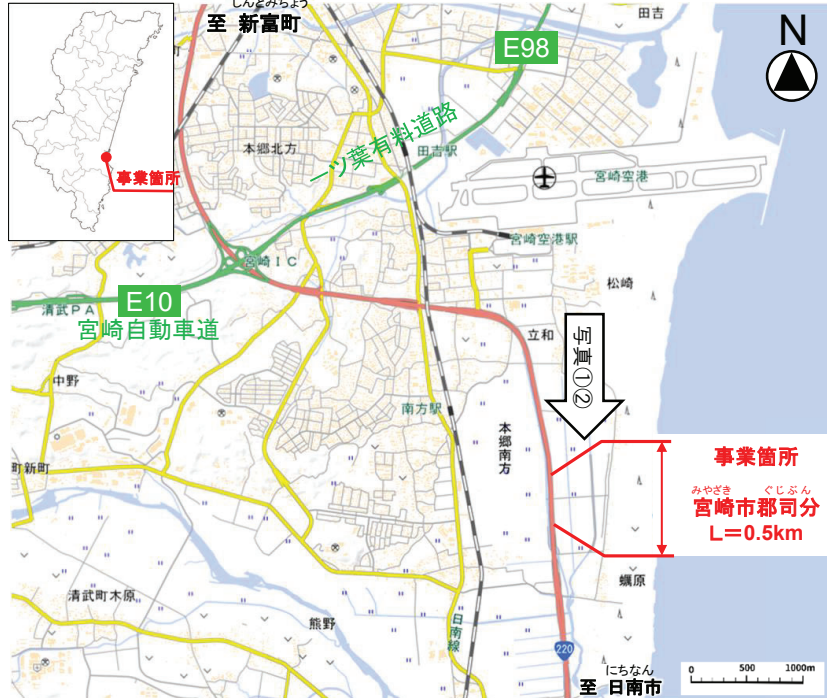 しんとみちょう
至 新富町
田吉
N
E98
一ツ葉有料道路
本郷北方
田吉駅
宮崎空港
事業箇所
宮崎空港駅
宮崎IC
松崎
清武PA
E10
宮崎自動車道
立和
写真①②
中野
南方駅
本郷南方
町新町
事業箇所
みやざき ぐじぶん
宮崎市郡司分
L=0.5km
蠣原
清武町木原
熊野
日南線
220
にちなん
至 日南市
0 500 1000m